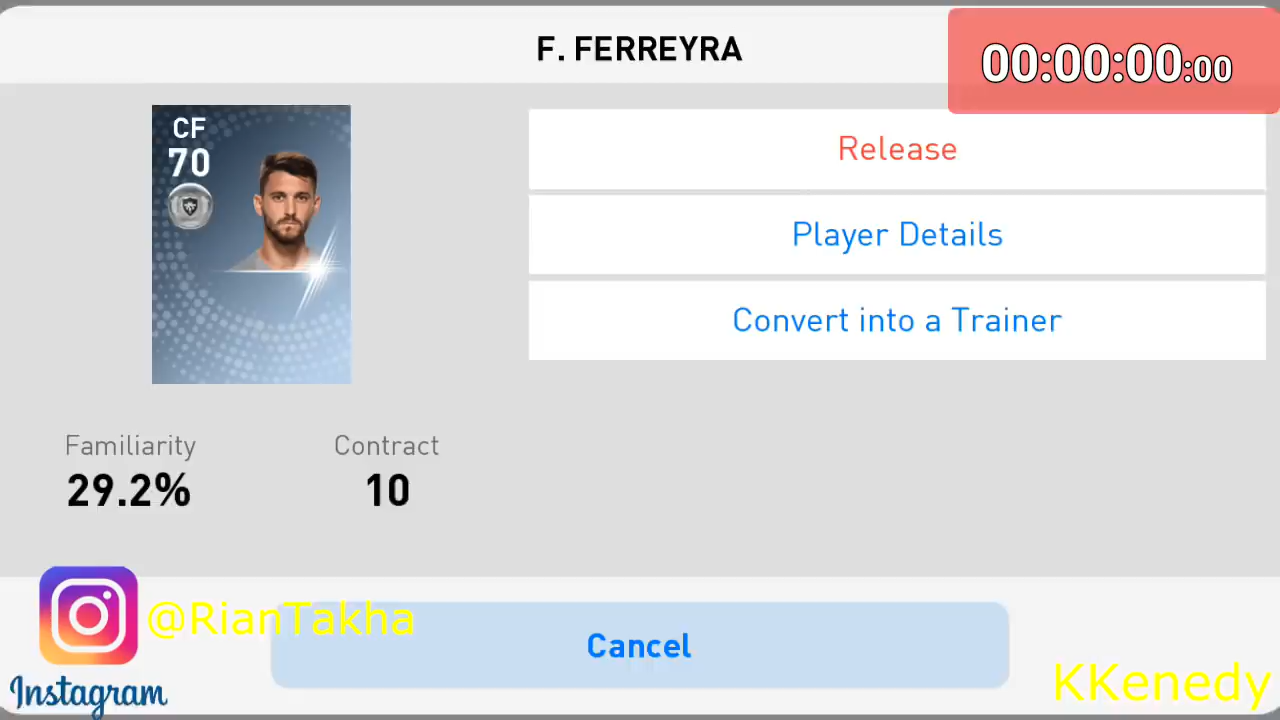 F. FERREYRA
00:00:00:00
CF
70
Release
Player Details
Convert into a Trainer
Familiarity
Contract
29.2%
10
@RianTakha
Cancel
Instagram
KKenedy